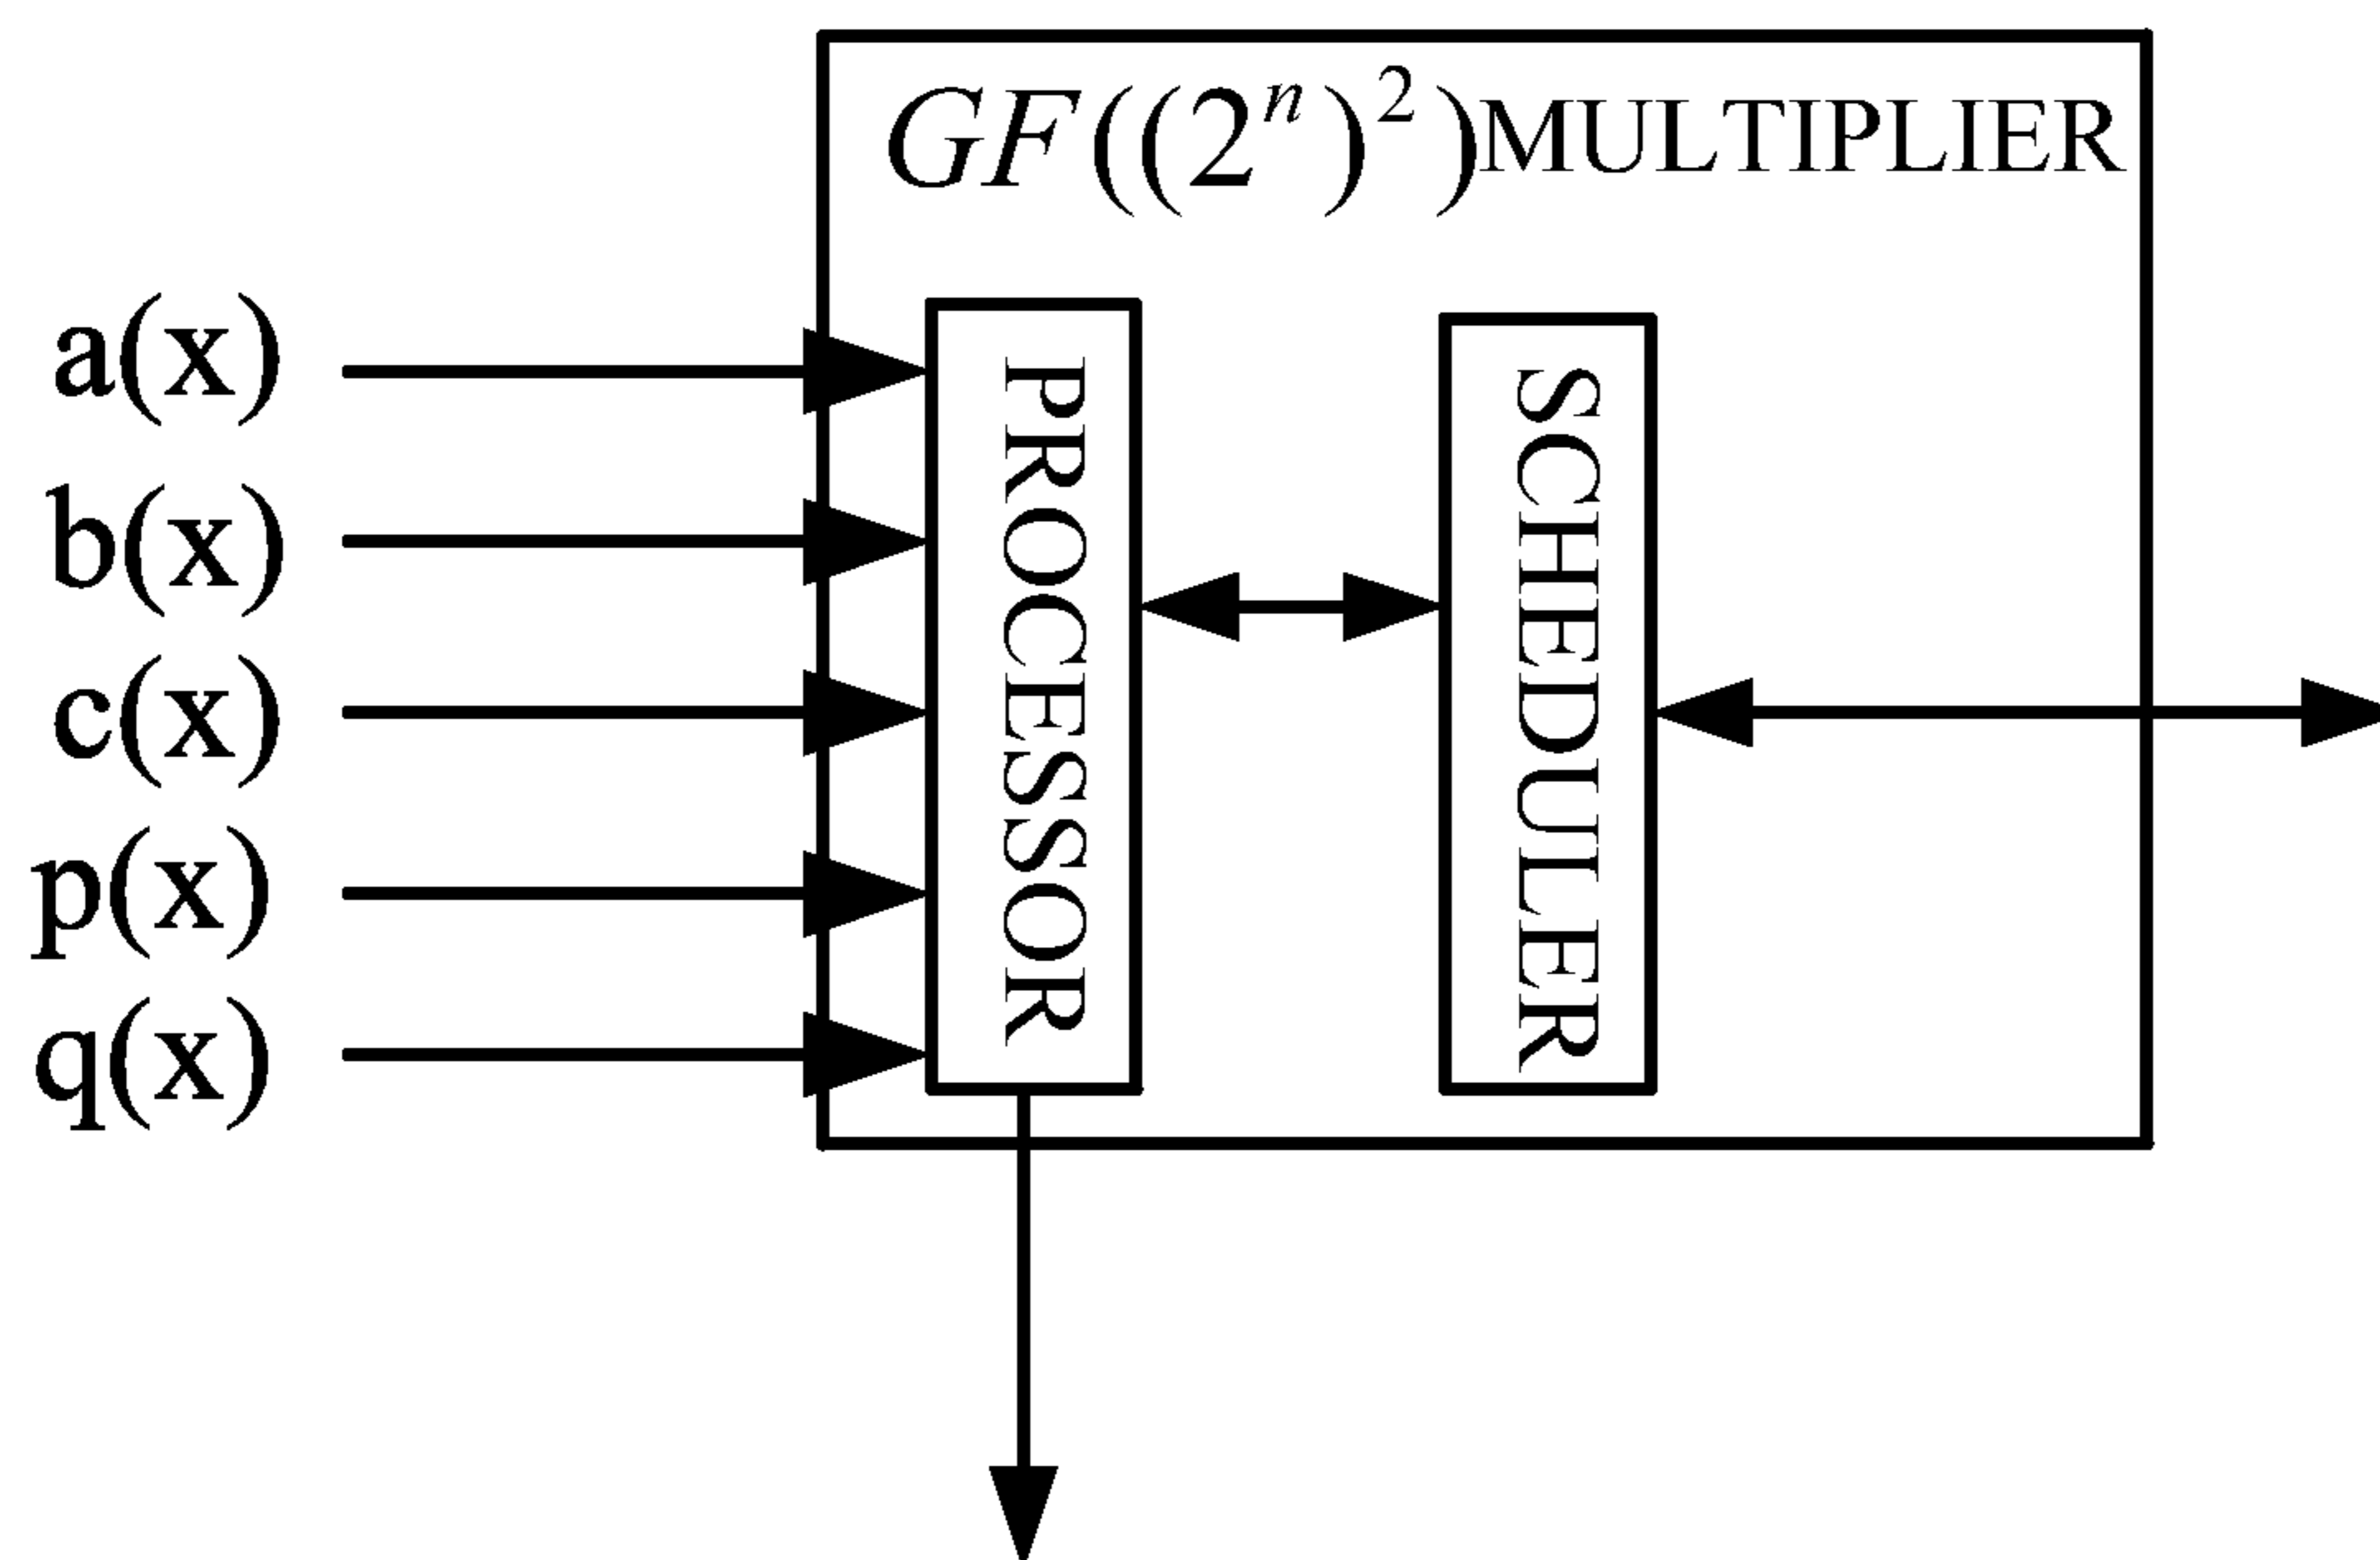 GF((2^n)^2)MULTIPLIER
a(x)
b(x)
c(x)
p(x)
q(x)
PROCESSOR
SCHEDULER